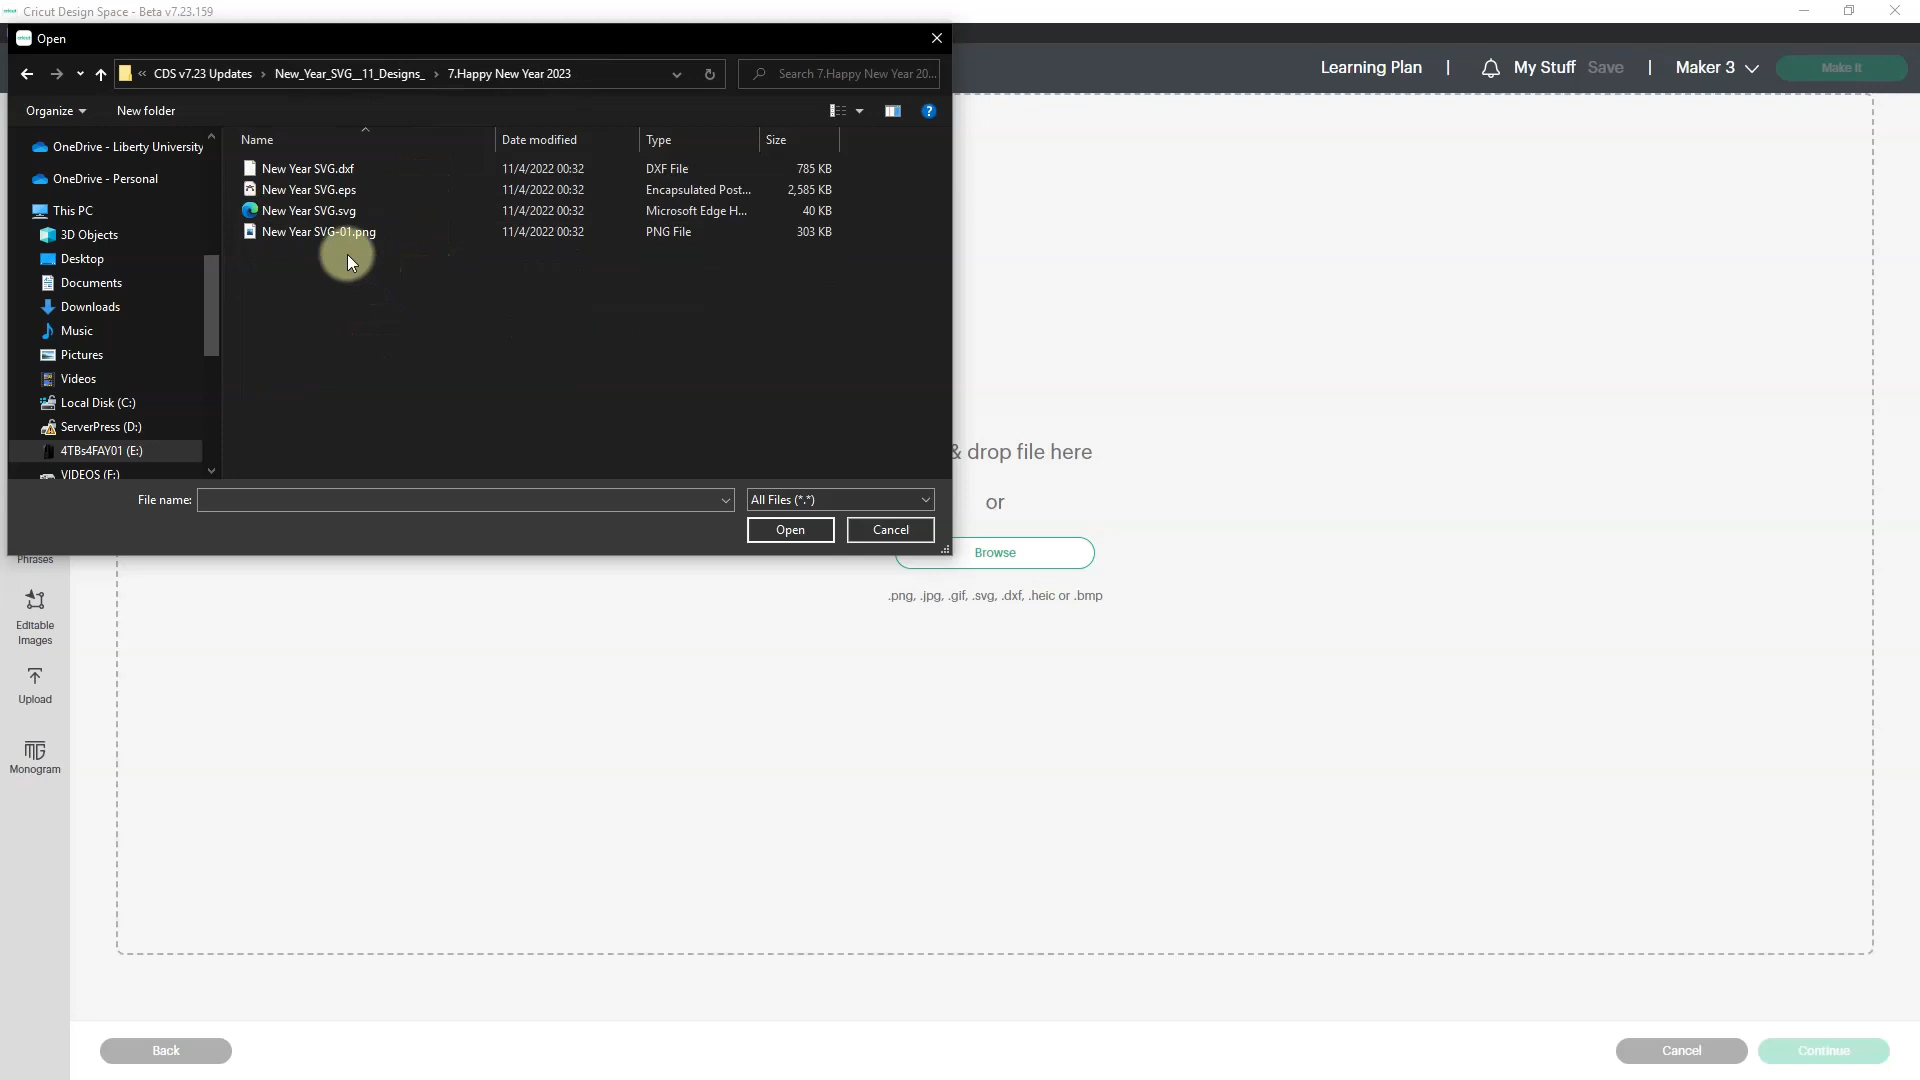 Cricut Design Space - Beta v7.23.159
Open
« CDS v7.23 Updates > New_Year_SVG__11_Designs_ > 7.Happy New Year 2023
Search 7.Happy New Year 20...
Learning Plan | My Stuff Save | Maker 3 Make It
Organize New folder
Name Date modified Type Size
New Year SVG.dxf 11/4/2022 00:32 DXF File 785 KB
New Year SVG.eps 11/4/2022 00:32 Encapsulated Post... 2,585 KB
New Year SVG.svg 11/4/2022 00:32 Microsoft Edge H... 40 KB
New Year SVG-01.png 11/4/2022 00:32 PNG File 303 KB
OneDrive - Liberty University
OneDrive - Personal
This PC
3D Objects
Desktop
Documents
Downloads
Music
Pictures
Videos
Local Disk (C:)
ServerPress (D:)
4TBs4FAY01 (E:)
VIDEOS (F:)
File name:
All Files (*.*)
Open Cancel
& drop file here
or
Browse
.png, .jpg, .gif, .svg, .dxf, .heic or .bmp
Phrases
Editable
Images
Upload
Monogram
Back
Cancel
Continue